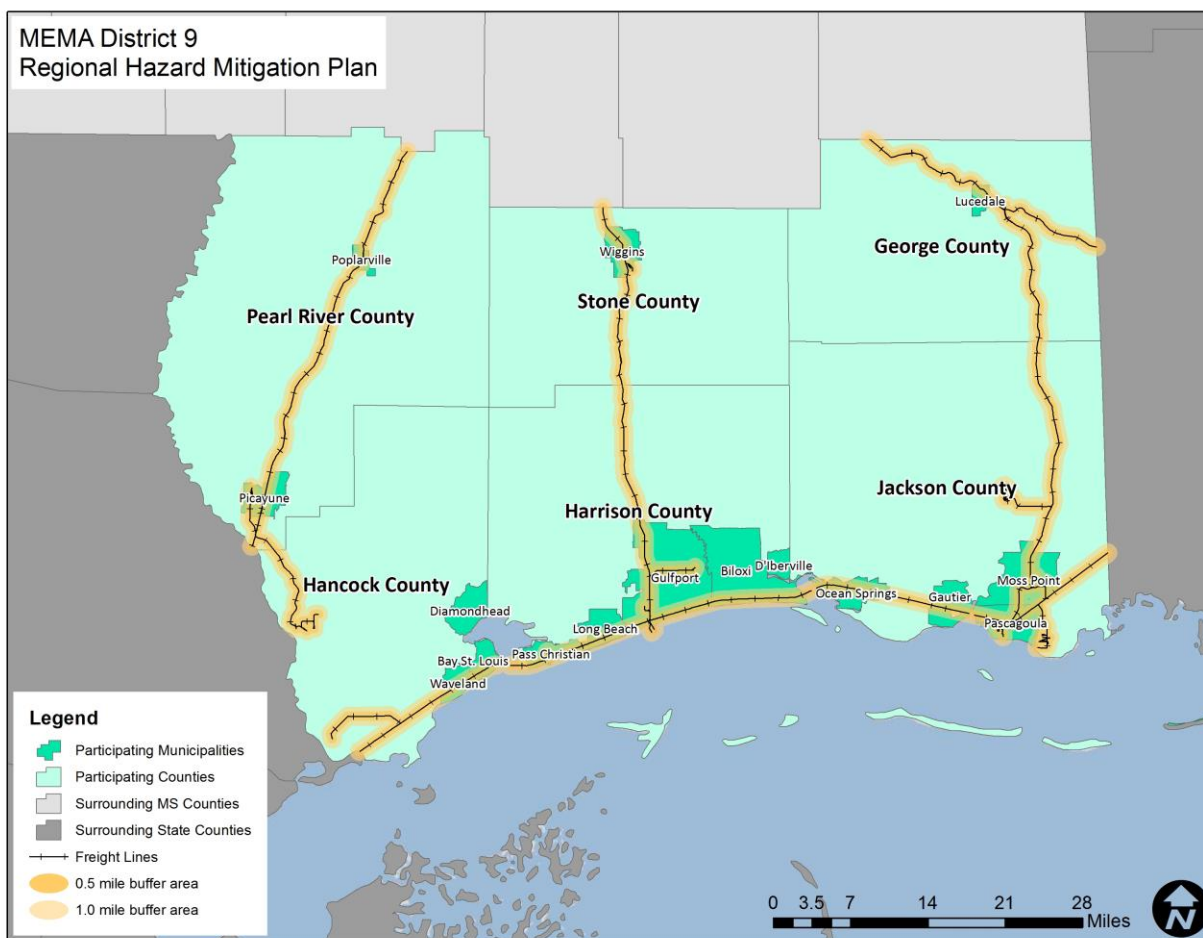 MEMA District 9
Regional Hazard Mitigation Plan
Lucedale
George County
Wiggins
Poplarville
Stone County
Pearl River County
Picayune
Jackson County
Harrison County
Hancock County
Gulfport
Biloxi
D'Iberville
Moss Point
Ocean Springs
Gautier
Diamondhead
Pascagoula
Long Beach
Pass Christian
Bay St. Louis
Waveland
Legend
Participating Municipalities
Participating Counties
Surrounding MS Counties
Surrounding State Counties
Freight Lines
0.5 mile buffer area
1.0 mile buffer area
0 3.5 7 14 21 28
Miles
N